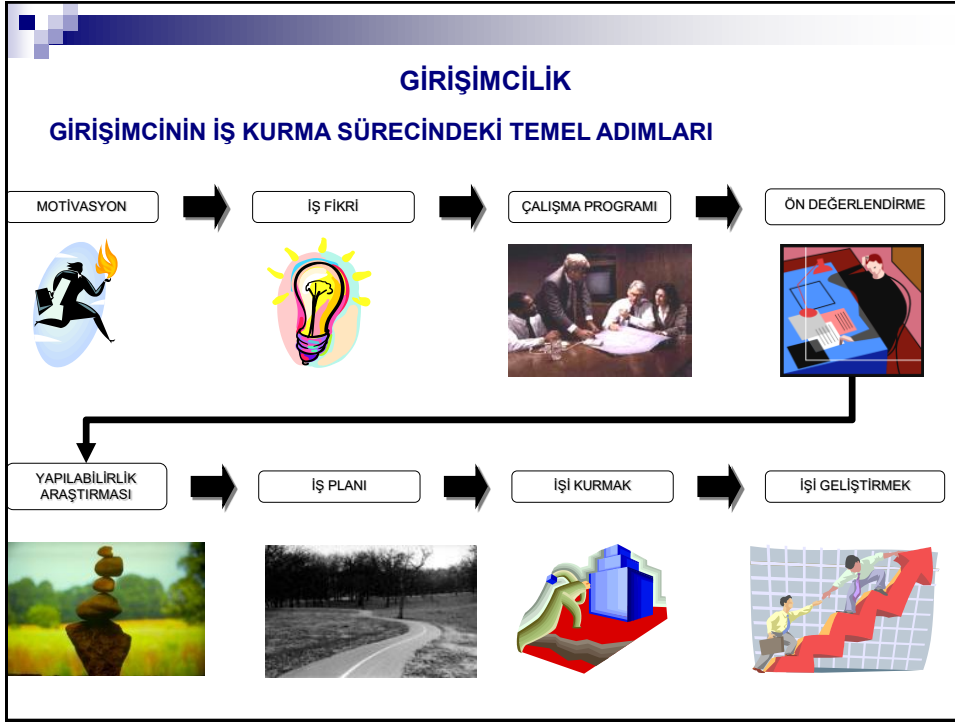 GİRİŞİMCİLİK
GİRİŞİMCİNİN İŞ KURMA SÜRECİNDEKİ TEMEL ADIMLARI
MOTİVASYON
İŞ FİKRİ
ÇALIŞMA PROGRAMI
ÖN DEĞERLENDİRME
YAPILABİLİRLİK
ARAŞTIRMASI
İŞ PLANI
İŞİ KURMAK
İŞİ GELİŞTİRMEK